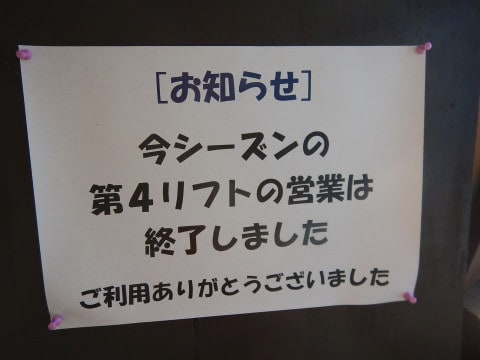 ［お知らせ］
今シーズンの
第４リフトの営業は
終了しました
ご利用ありがとうございました